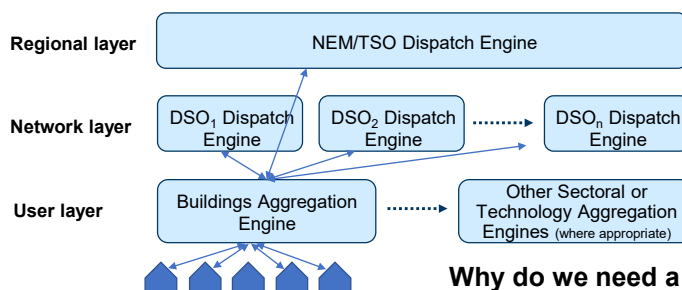 Regional layer
NEM/TSO Dispatch Engine
Network layer
DSO₁ Dispatch
Engine
DSO₂ Dispatch
Engine
DSOₙ Dispatch
Engine
User layer
Buildings Aggregation
Engine
Other Sectoral or
Technology Aggregation
Engines (where appropriate)
Why do we need a